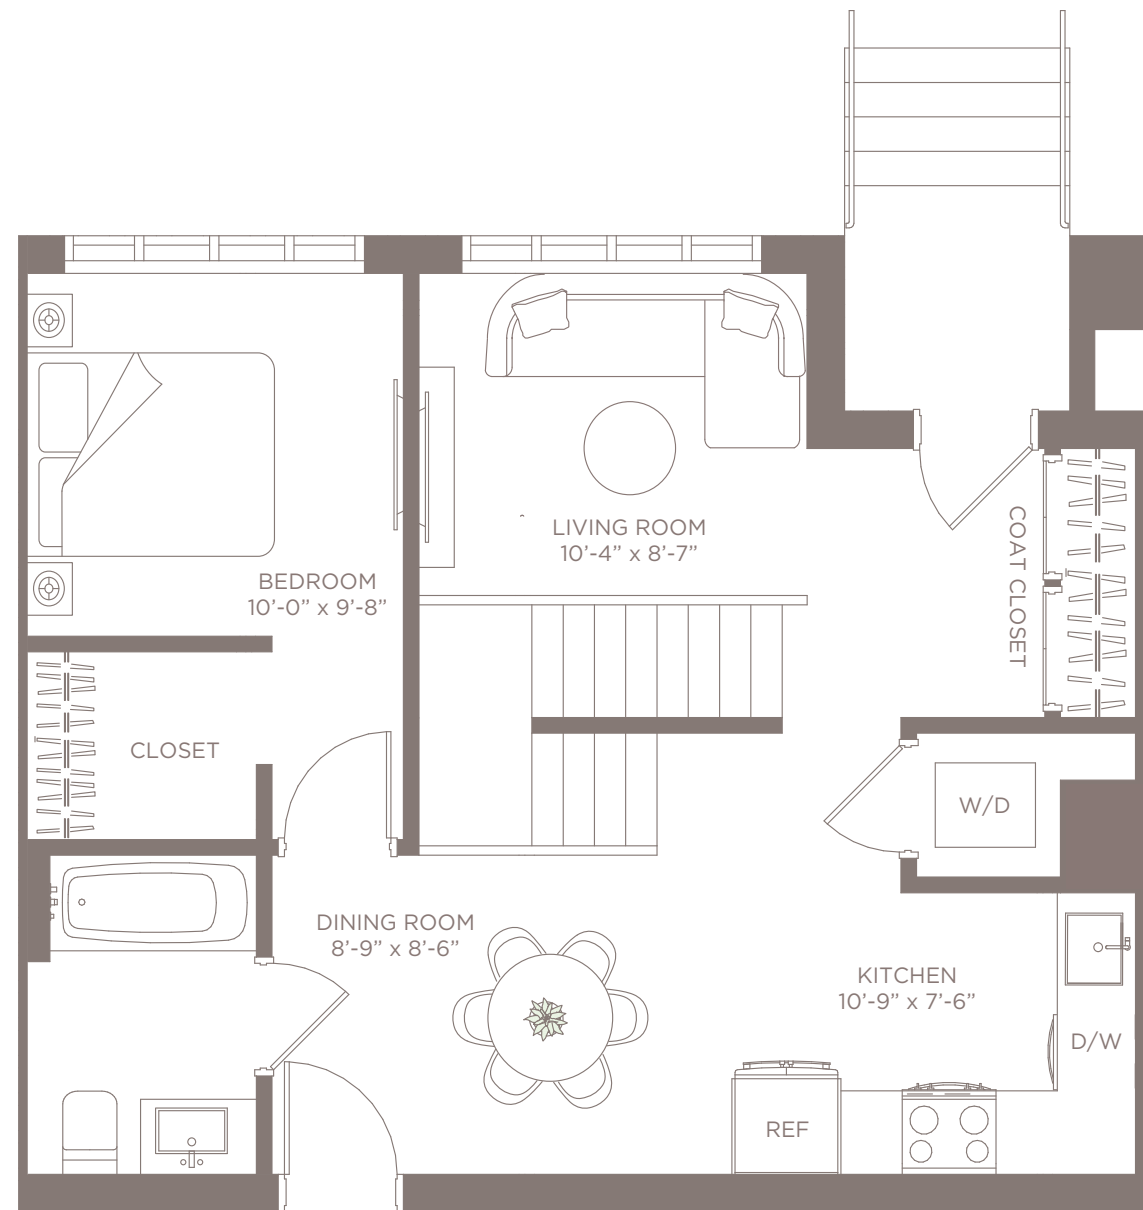 LIVING ROOM
10’-4” x 8’-7”
COAT CLOSET
BEDROOM
10’-0” x 9’-8”
CLOSET
W/D
DINING ROOM
8’-9” x 8’-6”
KITCHEN
10’-9” x 7’-6”
D/W
REF